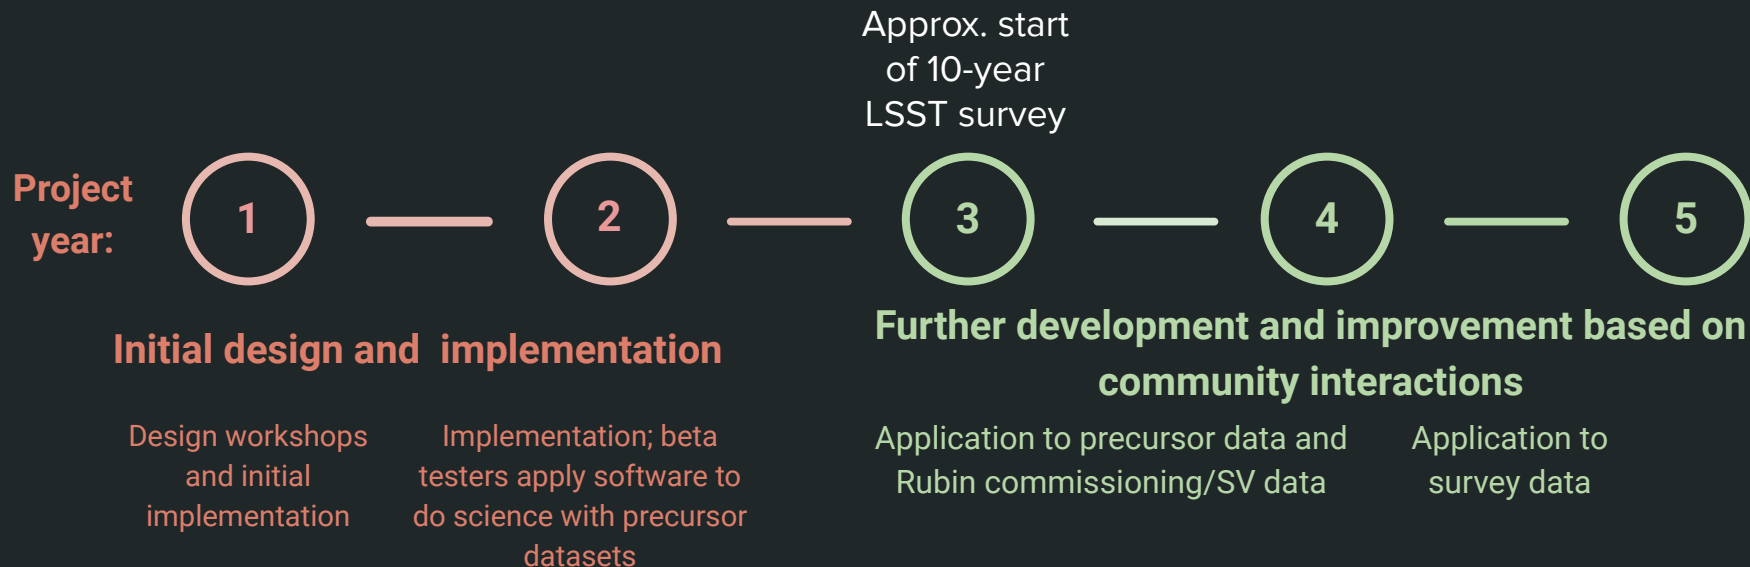 Approx. start
of 10-year
LSST survey
Project
year:
1
2
3
4
5
Initial design and implementation
Design workshops
and initial
implementation
Implementation; beta
testers apply software to
do science with precursor
datasets
Further development and improvement based on
community interactions
Application to precursor data and
Rubin commissioning/SV data
Application to
survey data